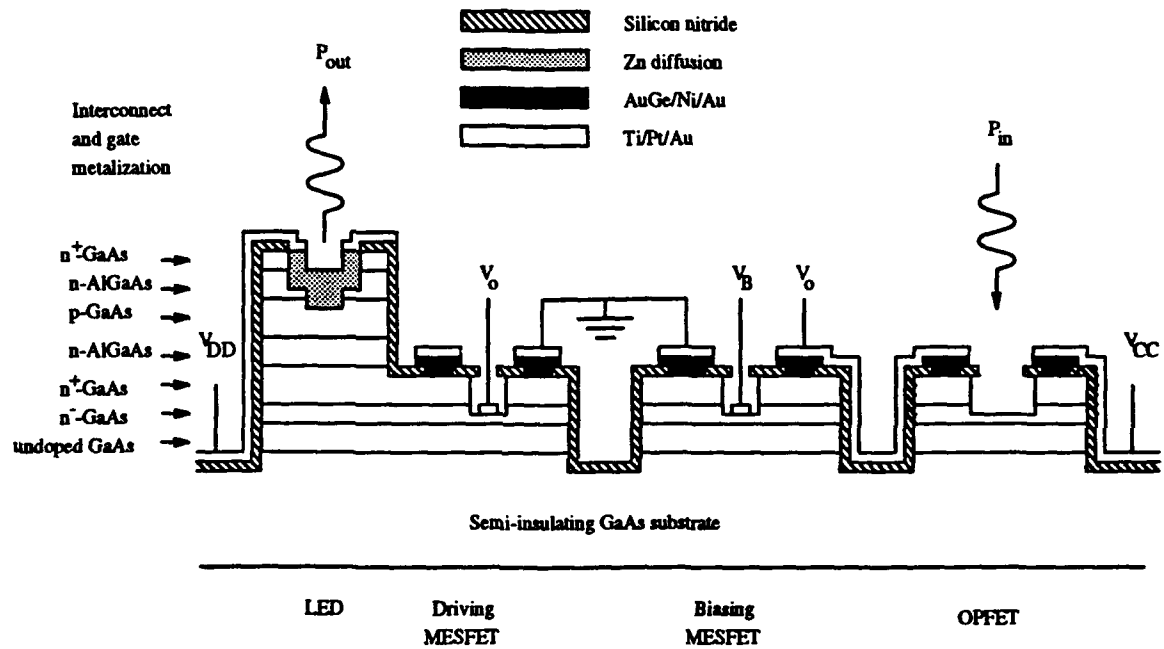 Silicon nitride
Zn diffusion
AuGe/Ni/Au
Ti/Pt/Au
P_out
Interconnect
and gate
metalization
P_in
n⁺-GaAs
n-AlGaAs
p-GaAs
V_DD
n-AlGaAs
n⁺-GaAs
n⁻-GaAs
undoped GaAs
V_o
V_B
V_o
V_CC
Semi-insulating GaAs substrate
LED
Driving
MESFET
Biasing
MESFET
OPFET